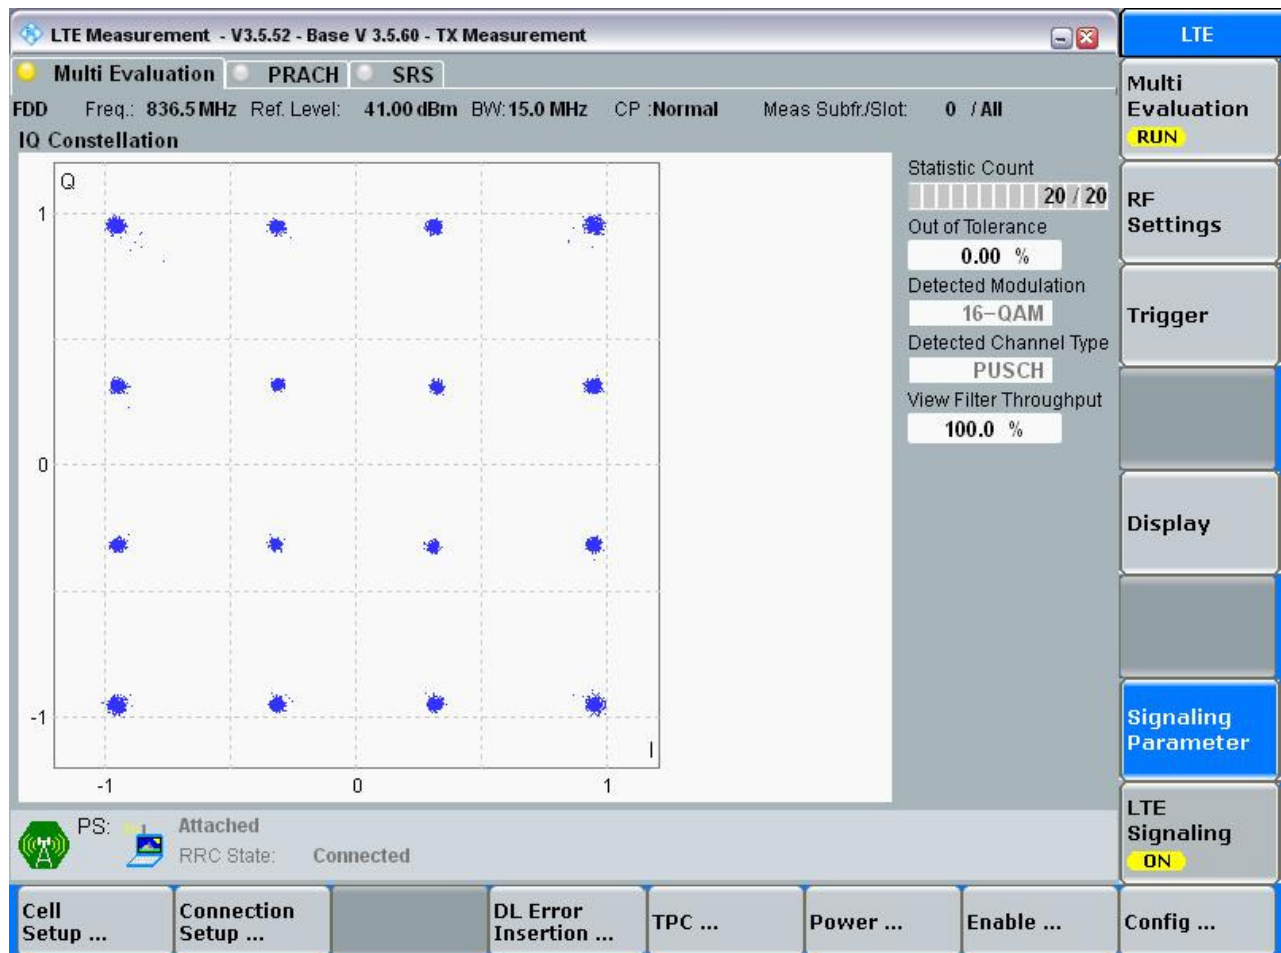 LTE Measurement - V3.5.52 - Base V 3.5.60 - TX Measurement
LTE
Multi Evaluation PRACH SRS
FDD Freq.: 836.5 MHz Ref. Level: 41.00 dBm BW: 15.0 MHz CP :Normal Meas Subfr./Slot: 0 / All
IQ Constellation
Q
1
0
-1
I
-1 0 1
Statistic Count
20 / 20
Out of Tolerance
0.00 %
Detected Modulation
16-QAM
Detected Channel Type
PUSCH
View Filter Throughput
100.0 %
Multi
Evaluation
RUN
RF
Settings
Trigger
Display
Signaling
Parameter
LTE
Signaling
ON
PS: Attached
RRC State: Connected
Cell
Setup ...
Connection
Setup ...
DL Error
Insertion ...
TPC ...
Power ...
Enable ...
Config ...